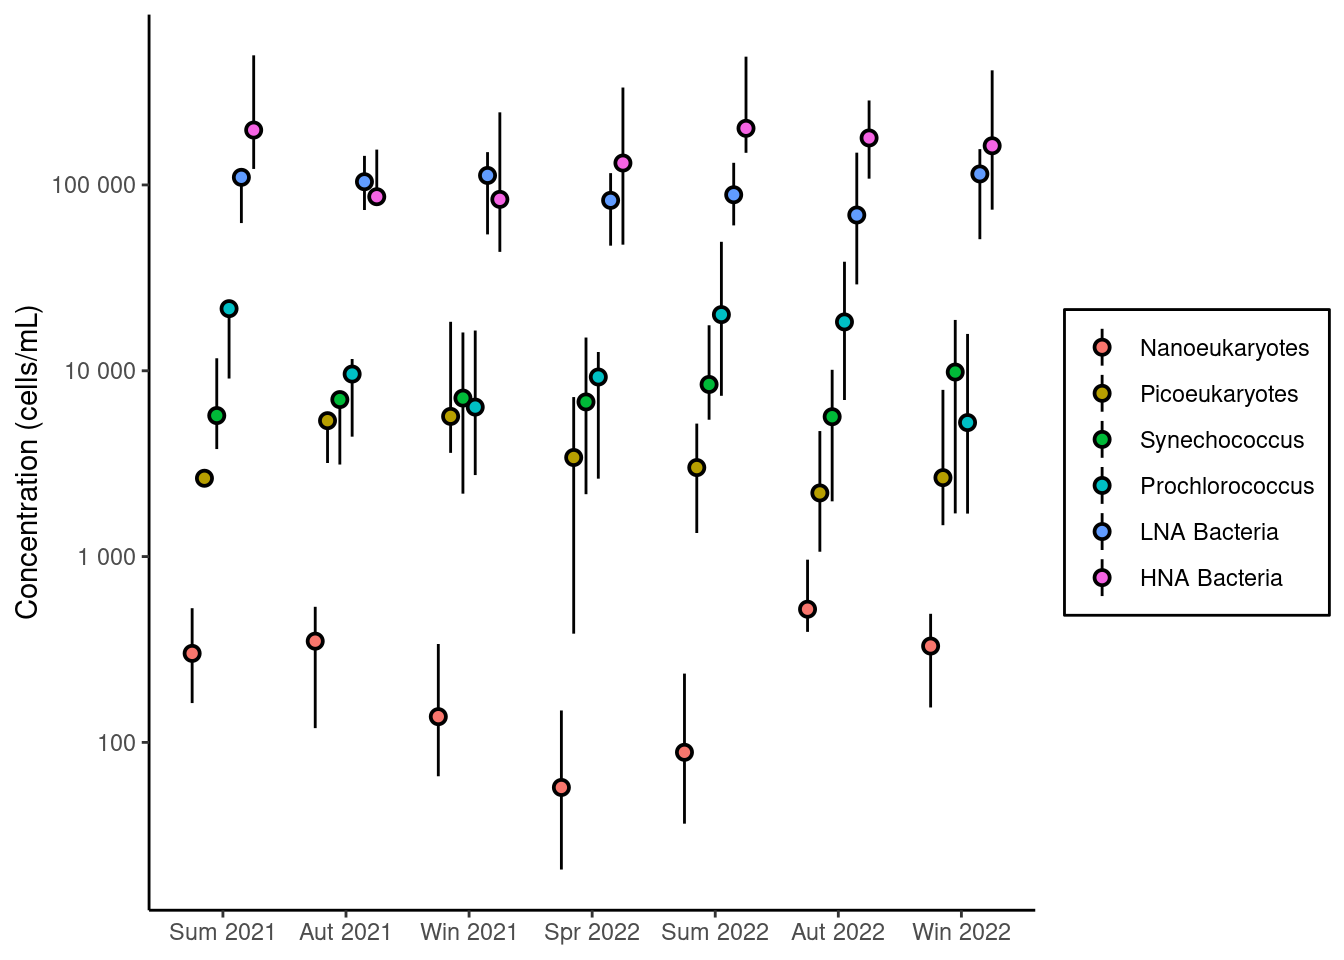 Concentration (cells/mL)
100 000
10 000
1 000
100
Sum 2021
Aut 2021
Win 2021
Spr 2022
Sum 2022
Aut 2022
Win 2022
Nanoeukaryotes
Picoeukaryotes
Synechococcus
Prochlorococcus
LNA Bacteria
HNA Bacteria